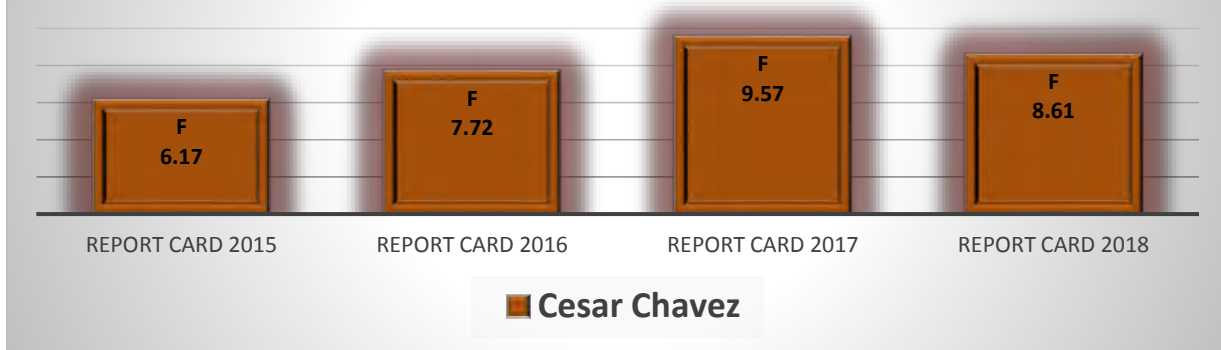 F
6.17
F
7.72
F
9.57
F
8.61
REPORT CARD 2015
REPORT CARD 2016
REPORT CARD 2017
REPORT CARD 2018
Cesar Chavez